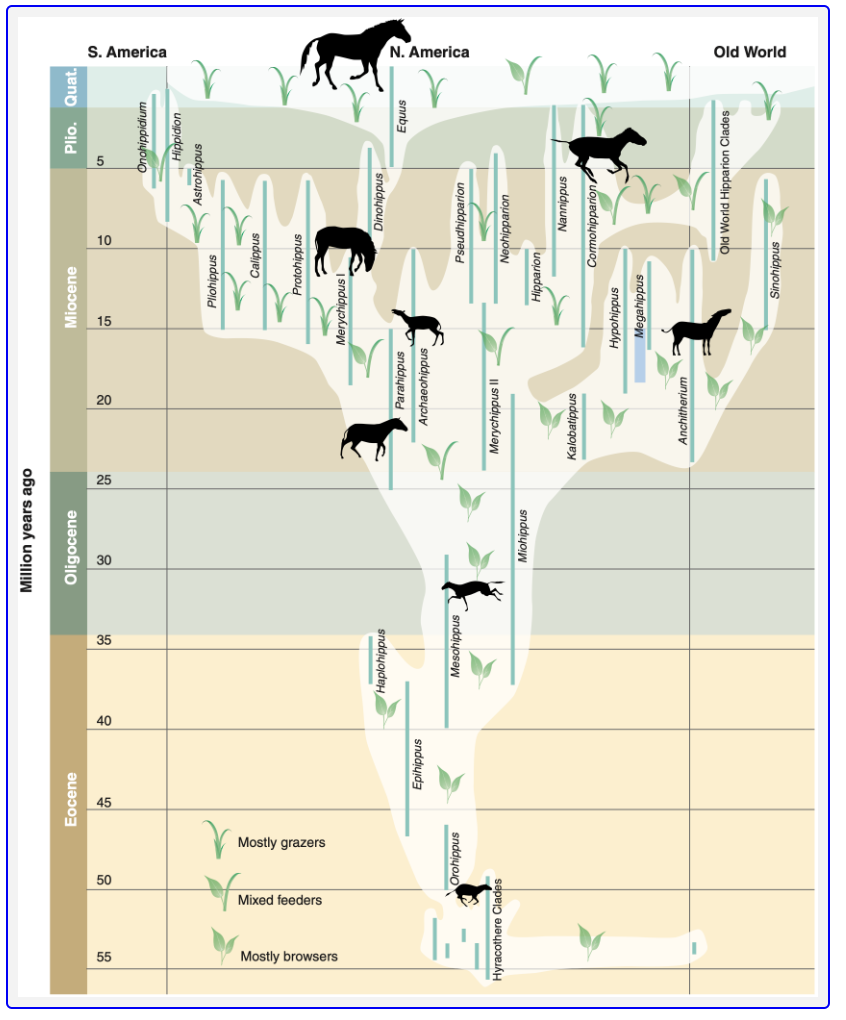 S. America
N. America
Old World
Quat.
Plio.
Miocene
Oligocene
Eocene
Million years ago
5
10
15
20
25
30
35
40
45
50
55
Onohippidium
Hippidion
Astrohippus
Pliohippus
Calippus
Protohippus
Merychippus I
Dinohippus
Equus
Parahippus
Archaeohippus
Pseudhipparion
Neohipparion
Merychippus II
Hipparion
Nannippus
Cormohipparion
Kalobatippus
Hypohippus
Megahippus
Anchitherium
Old World Hipparion Clades
Sinohippus
Miohippus
Mesohippus
Haplohippus
Epihippus
Orohippus
Hyracothere Clades
Mostly grazers
Mixed feeders
Mostly browsers